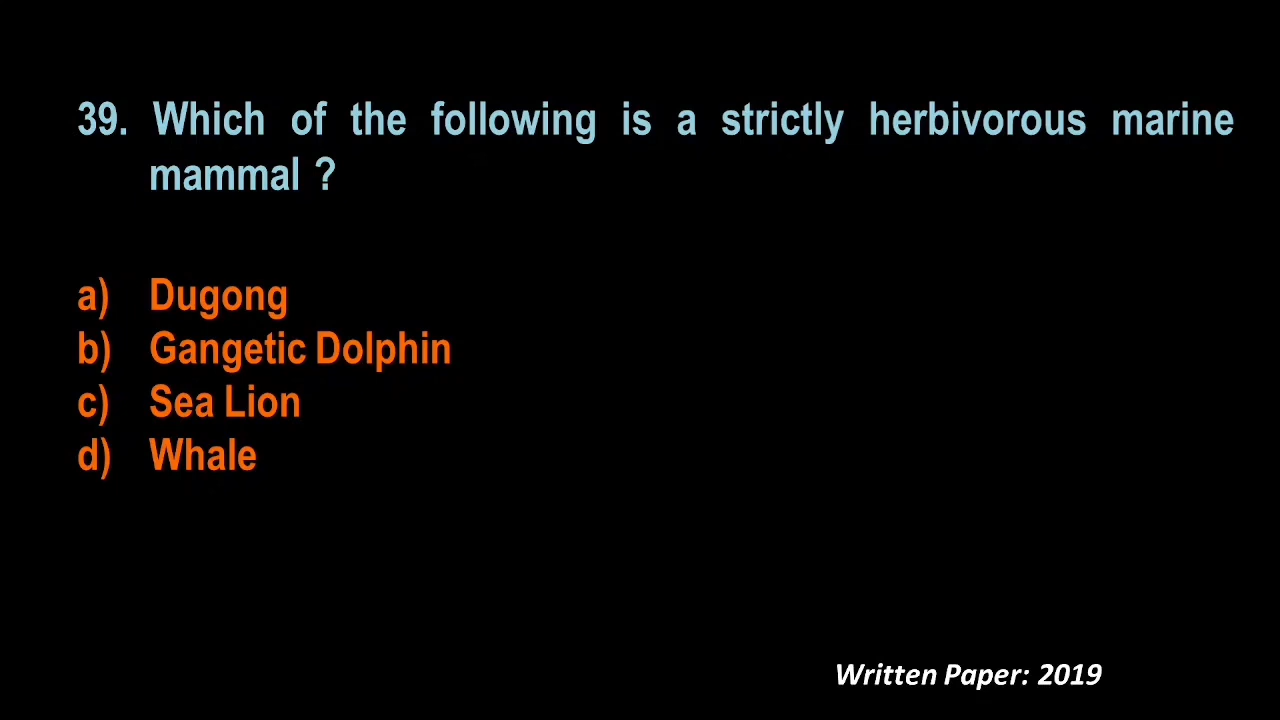 39. Which of the following is a strictly herbivorous marine
mammal ?
a) Dugong
b) Gangetic Dolphin
c) Sea Lion
d) Whale
Written Paper: 2019